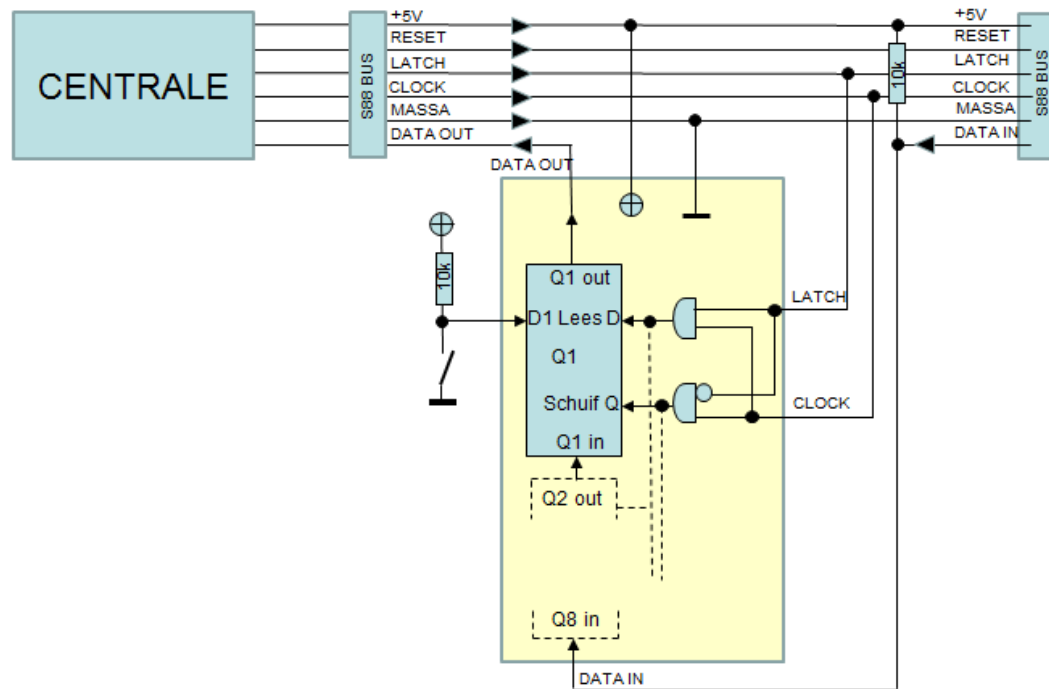 CENTRALE
S88 BUS
+5V
RESET
LATCH
CLOCK
MASSA
DATA OUT
+5V
RESET
LATCH
CLOCK
MASSA
DATA IN
S88 BUS
10k
DATA OUT
10k
Q1 out
D1 Lees D
Q1
Schuif Q
Q1 in
LATCH
CLOCK
Q2 out
Q8 in
DATA IN